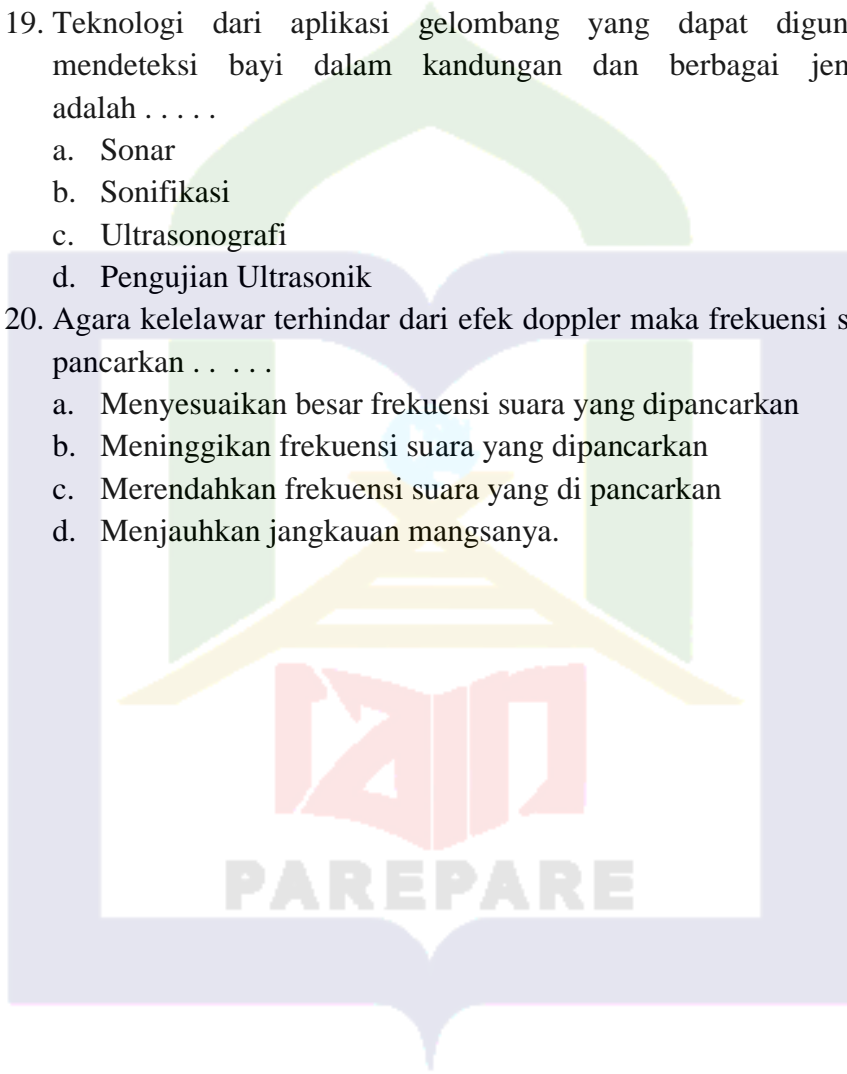 19. Teknologi dari aplikasi gelombang yang dapat
mendeteksi bayi dalam kandungan dan berbagai
adalah . . . . .
a. Sonar
b. Sonifikasi
c. Ultrasonografi
d. Pengujian Ultrasonik
20. Agara kelelawar terhindar dari efek doppler maka frekuensi
pancarkan . . . . .
a. Menyesuaikan besar frekuensi suara yang dipancarkan
b. Meninggikan frekuensi suara yang dipancarkan
c. Merendahkan frekuensi suara yang di pancarkan
d. Menjauhkan jangkauan mangsanya.
PAREPARE